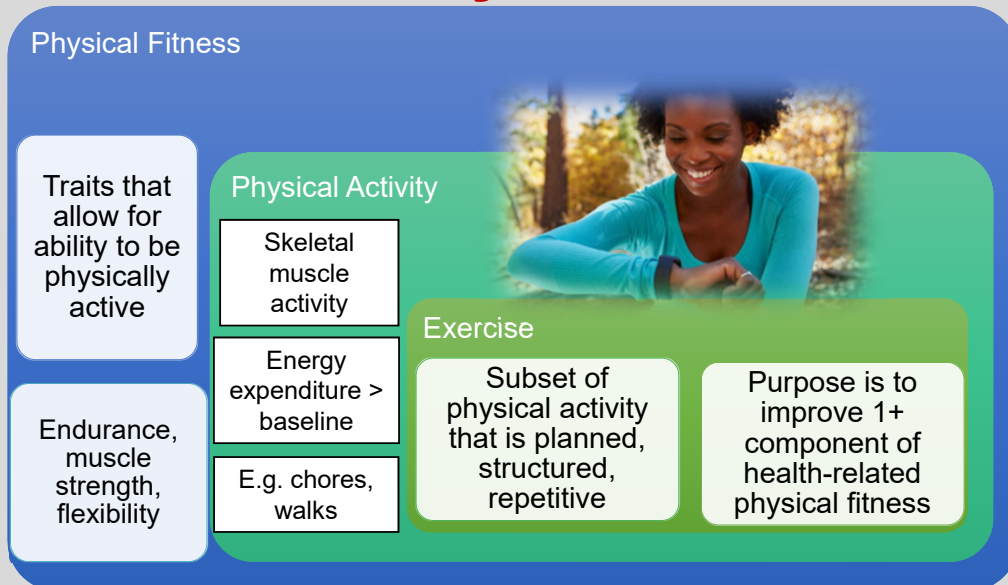 Physical Fitness
Traits that
allow for
ability to be
physically
active
Endurance,
muscle
strength,
flexibility
Physical Activity
Skeletal
muscle
activity
Energy
expenditure >
baseline
E.g. chores,
walks
Exercise
Subset of
physical activity
that is planned,
structured,
repetitive
Purpose is to
improve 1+
component of
health-related
physical fitness